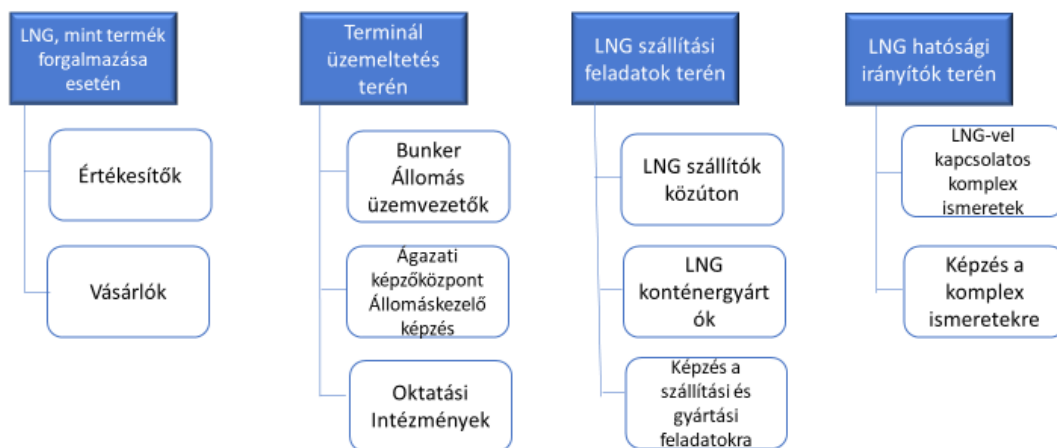 LNG, mint termék
forgalmazása
esetén
Értékesítők
Vásárlók
Terminál
üzemeltetés
terén
Bunker
Állomás
üzemvezetők
Ágazati
képzőközpont
Állomáskezelő
képzés
Oktatási
Intézmények
LNG szállítási
feladatok terén
LNG szállítók
közúton
LNG
konténergyárt
ók
Képzés a
szállítási és
gyártási
feladatokra
LNG hatósági
irányítók terén
LNG-vel
kapcsolatos
komplex
ismeretek
Képzés a
komplex
ismeretekre